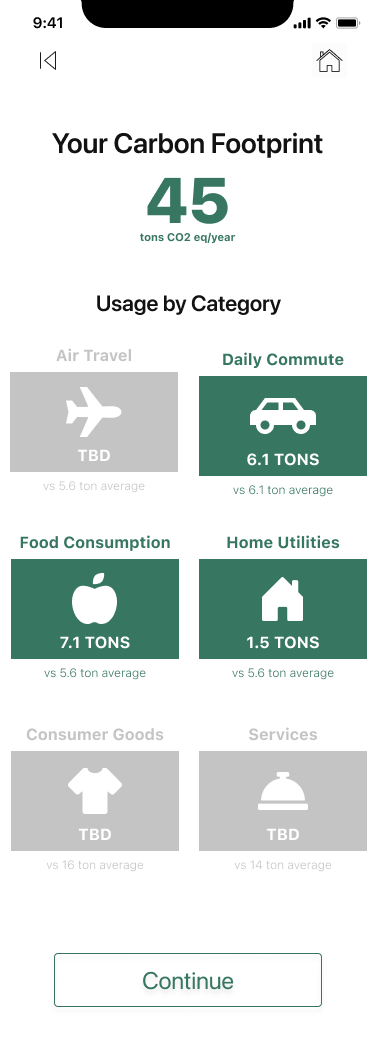 9:41
Your Carbon Footprint
45
tons CO2 eq/year
Usage by Category
Air Travel
TBD
vs 5.6 ton average
Daily Commute
6.1 TONS
vs 6.1 ton average
Food Consumption
7.1 TONS
vs 5.6 ton average
Home Utilities
1.5 TONS
vs 5.6 ton average
Consumer Goods
TBD
vs 16 ton average
Services
TBD
vs 14 ton average
Continue